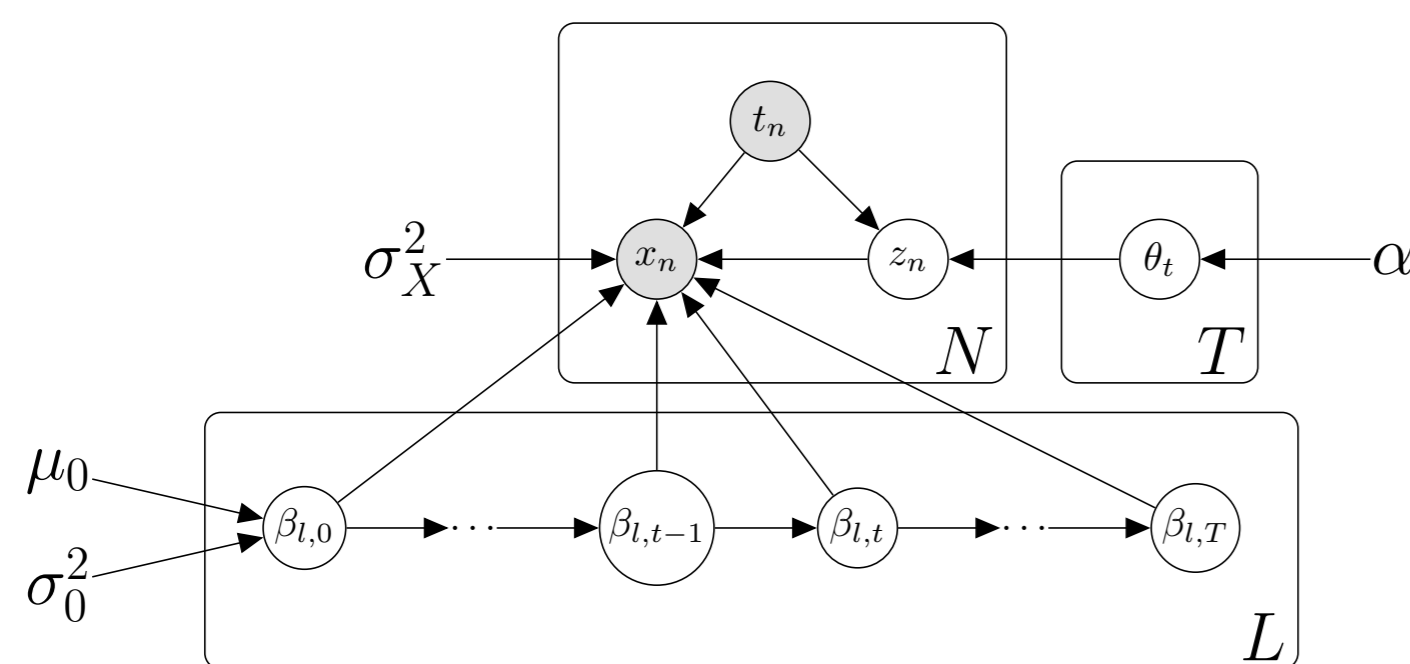 t_n
σ_X^2 x_n z_n θ_t α
N T
μ_0
β_{l,0} ··· β_{l,t−1} β_{l,t} ··· β_{l,T}
σ_0^2
L